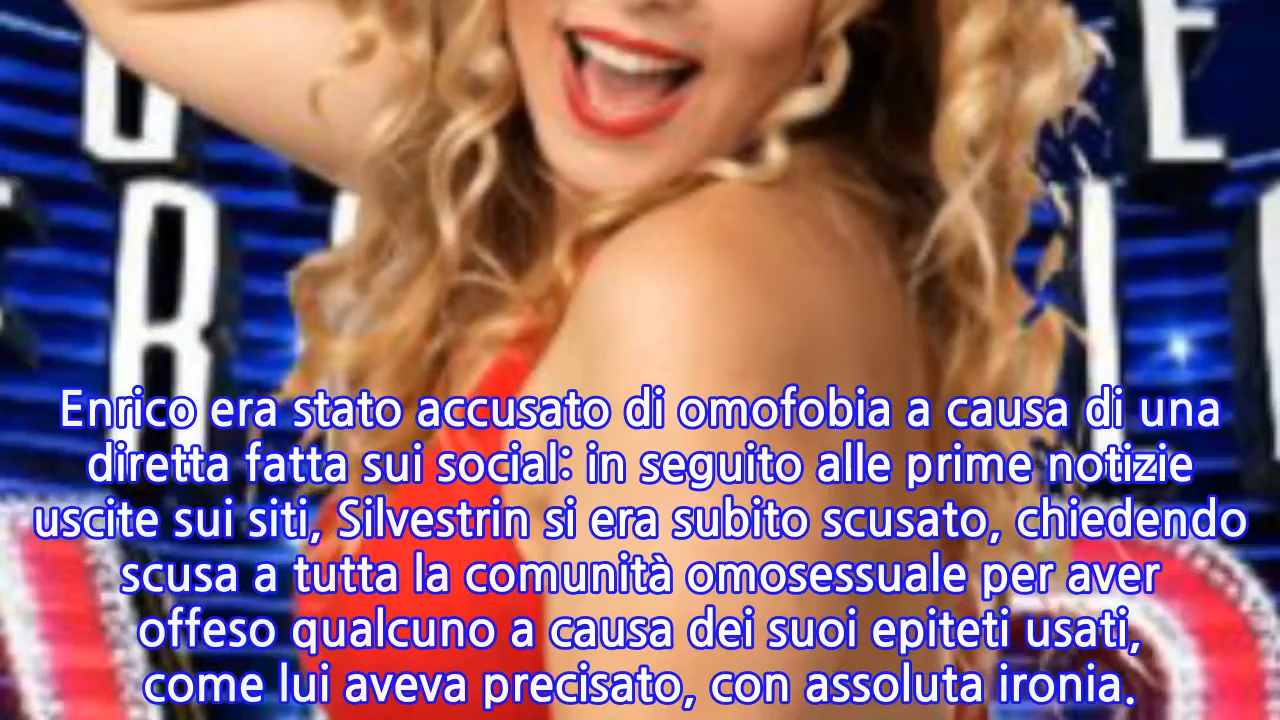 Enrico era stato accusato di omofobia a causa di una
diretta fatta sui social: in seguito alle prime notizie
uscite sui siti, Silvestrin si era subito scusato, chiedendo
scusa a tutta la comunità omosessuale per aver
offeso qualcuno a causa dei suoi epiteti usati,
come lui aveva precisato, con assoluta ironia.